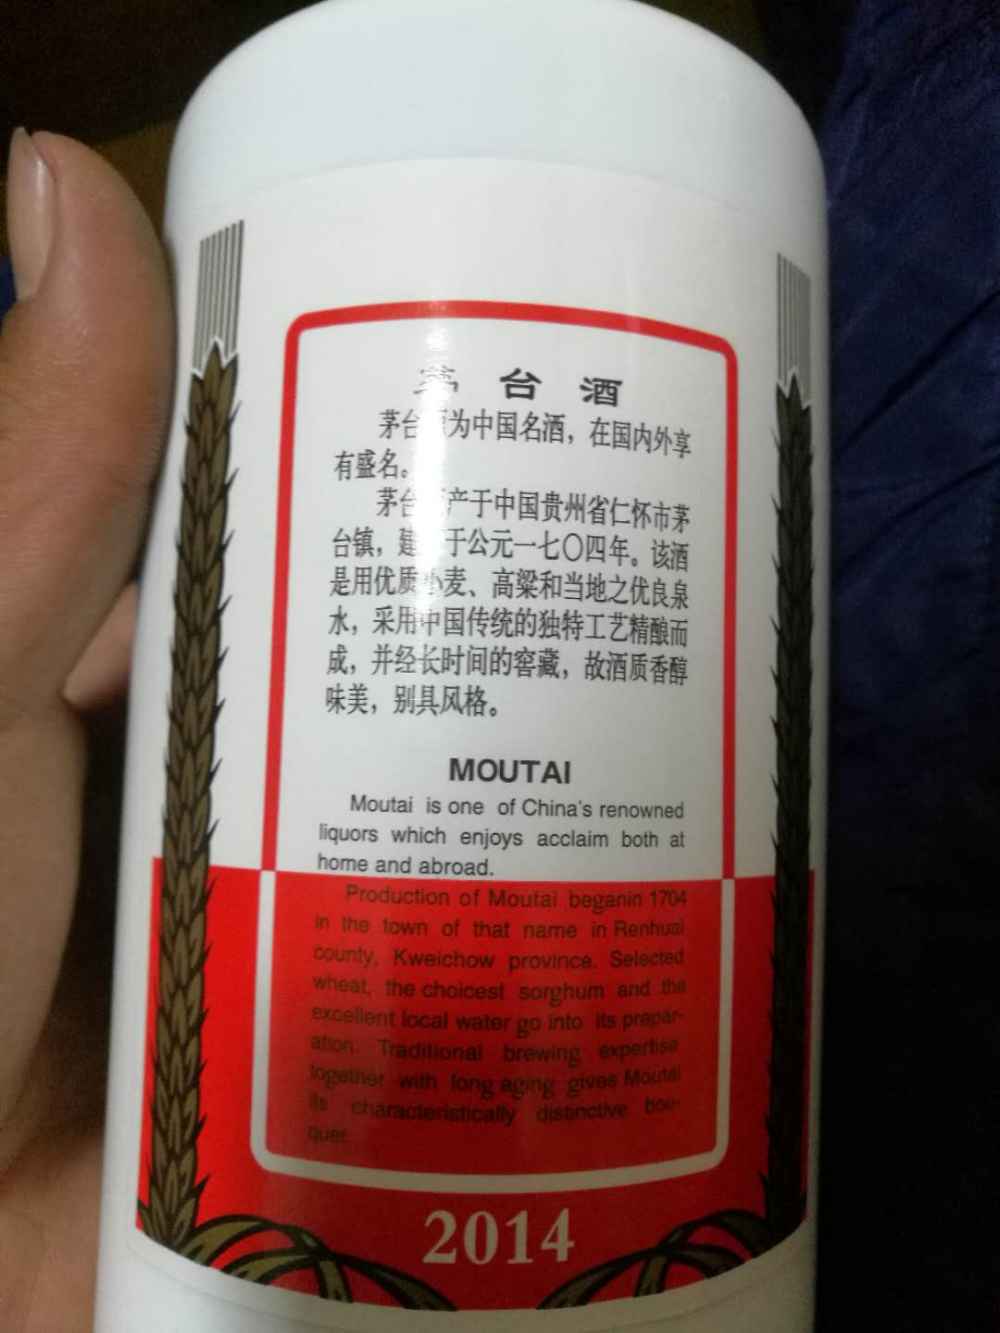 茅台酒
茅台酒为中国名酒，在国内外享
有盛名。
茅台酒产于中国贵州省仁怀市茅
台镇，建 于公元一七〇四年。该酒
是用优质小麦、高粱和当地之优良泉
水，采用中国传统的独特工艺精酿而
成，并经长时间的窖藏，故酒质香醇
味美，别具风格。
MOUTAI
Moutai is one of China's renowned
liquors which enjoys acclaim both at
home and abroad.
Production of Moutai beganin 1704
in the town of that name in Renhuai
county, Kweichow province. Selected
wheat, the choicest sorghum and the
excellent local water go into its prepar-
ation. Traditional brewing expertise
together with long aging gives Moutai
its characteristically distinctive bou-
quet.
2014